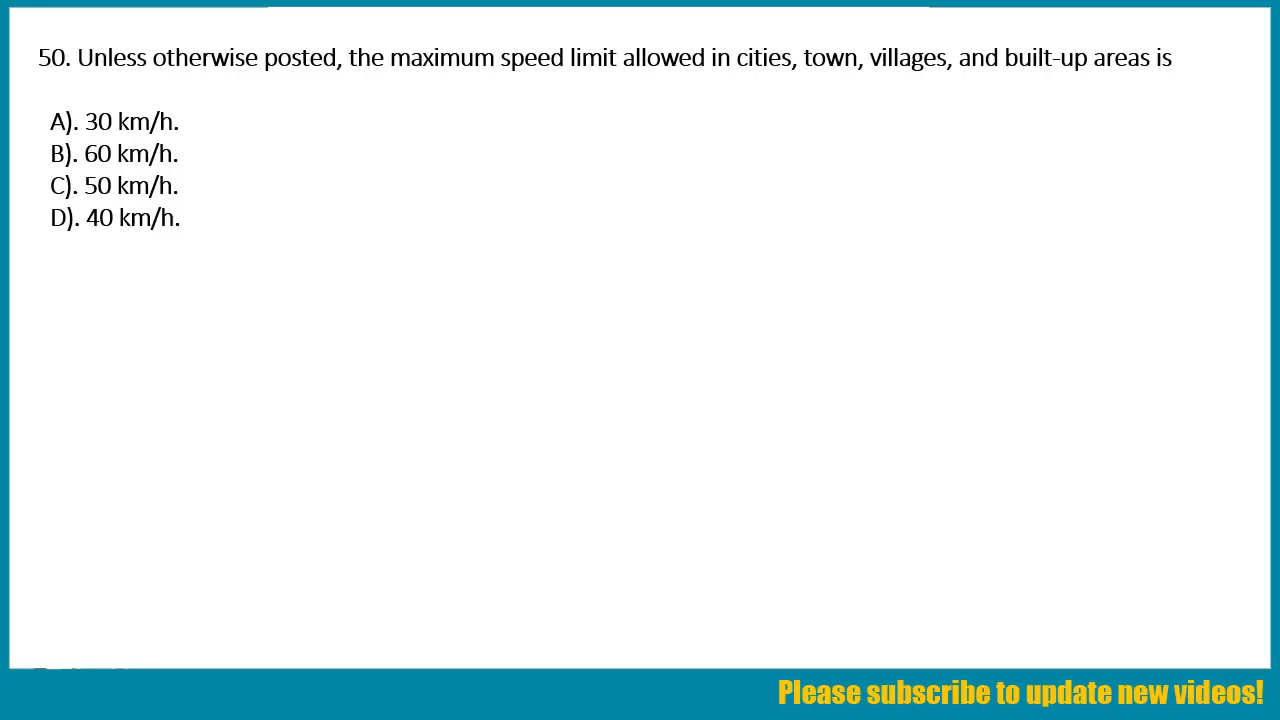 50. Unless otherwise posted, the maximum speed limit allowed in cities, town, villages, and built-up areas is
A). 30 km/h.
B). 60 km/h.
C). 50 km/h.
D). 40 km/h.
Please subscribe to update new videos!